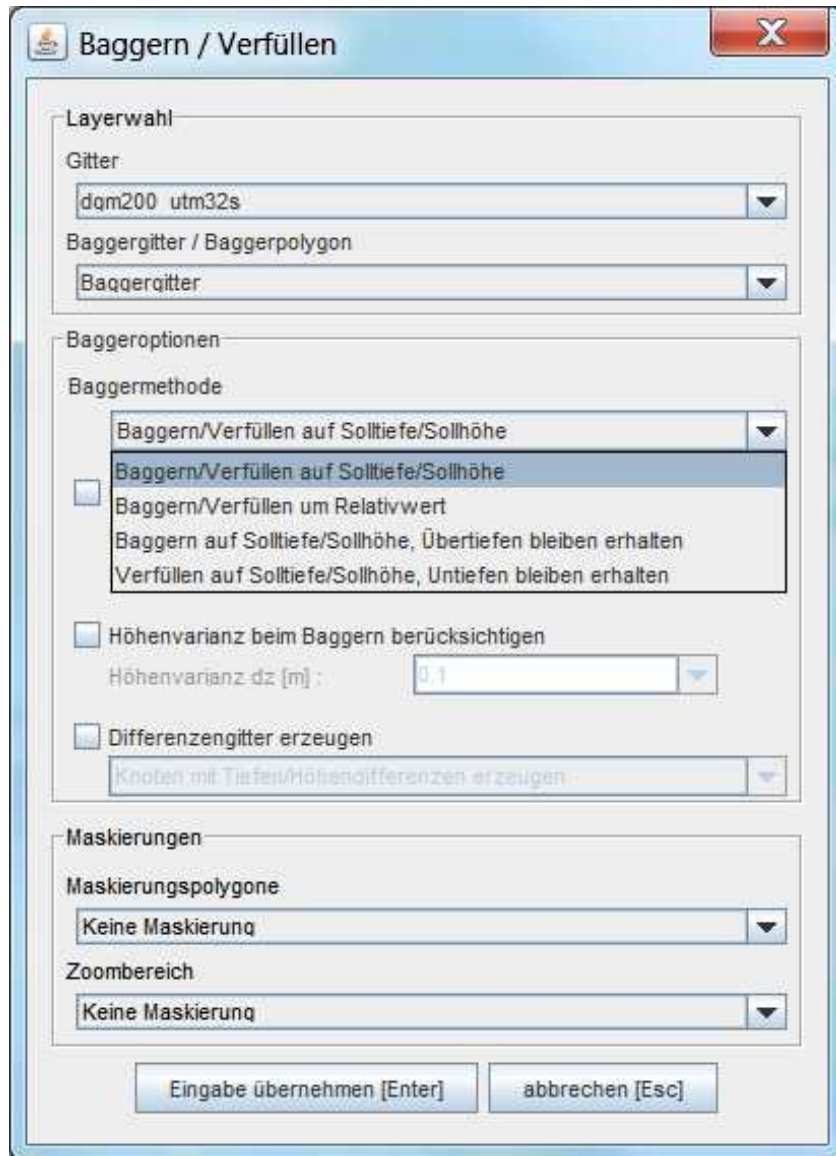 Baggern / Verfüllen
Layerwahl
Gitter
dgm200 utm32s
Baggergitter / Baggerpolygon
Baggergitter
Baggeroptionen
Baggermethode
Baggern/Verfüllen auf Solltiefe/Sollhöhe
Baggern/Verfüllen auf Solltiefe/Sollhöhe
Baggern/Verfüllen um Relativwert
Baggern auf Solltiefe/Sollhöhe, Übertiefen bleiben erhalten
Verfüllen auf Solltiefe/Sollhöhe, Untiefen bleiben erhalten
Höhenvarianz beim Baggern berücksichtigen
Höhenvarianz dz [m] : 0.1
Differenzengitter erzeugen
Knoten mit Tiefen/Höhendifferenzen erzeugen
Maskierungen
Maskierungspolygone
Keine Maskierung
Zoombereich
Keine Maskierung
Eingabe übernehmen [Enter] abbrechen [Esc]